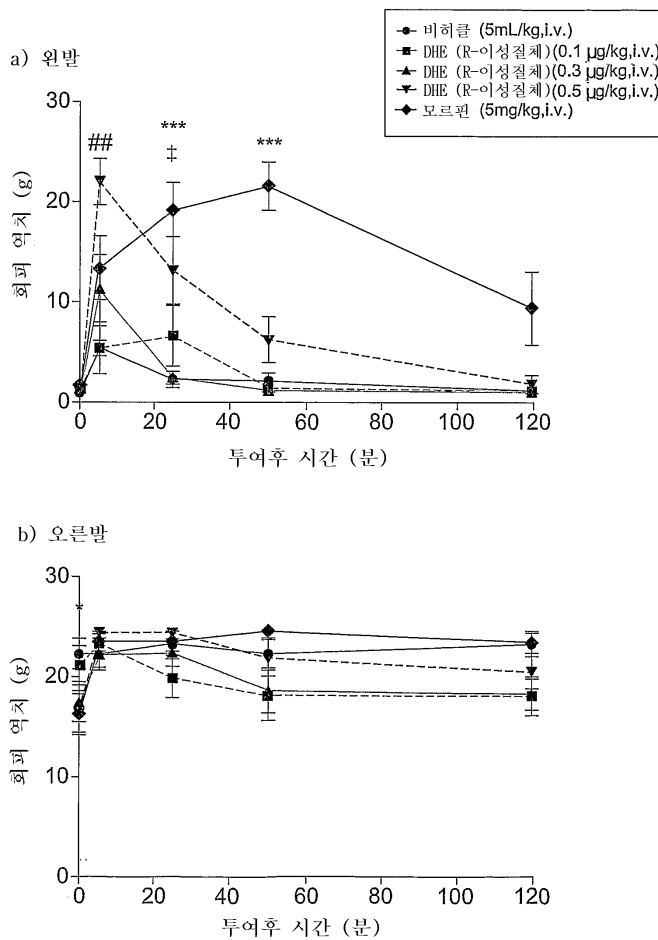 비히클 (5mL/kg,i.v.)
DHE (R-이성질체)(0.1 µg/kg,i.v.)
DHE (R-이성질체)(0.3 µg/kg,i.v.)
DHE (R-이성질체)(0.5 µg/kg,i.v.)
모르핀 (5mg/kg,i.v.)
a) 왼발
30
20
10
0
회피 역치 (g)
##
***
‡
***
0
20
40
60
80
100
120
투여후 시간 (분)
b) 오른발
30
20
10
0
회피 역치 (g)
*
0
20
40
60
80
100
120
투여후 시간 (분)